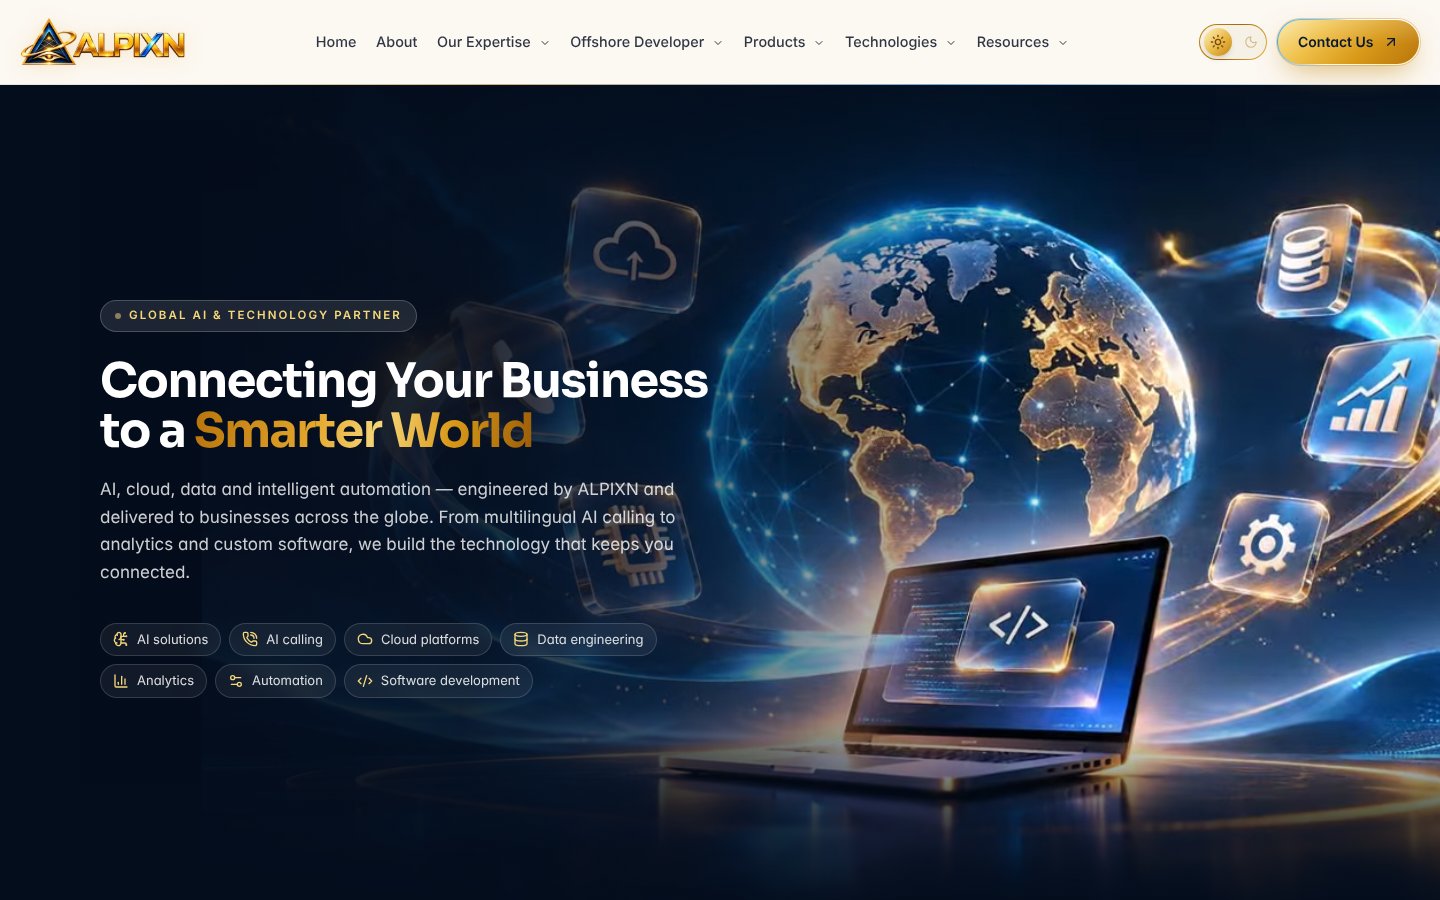 ALPIXN
Home
About
Our Expertise
Offshore Developer
Products
Technologies
Resources
Contact Us
GLOBAL AI & TECHNOLOGY PARTNER
Connecting Your Business
to a Smarter World
AI, cloud, data and intelligent automation — engineered by ALPIXN and
delivered to businesses across the globe. From multilingual AI calling to
analytics and custom software, we build the technology that keeps you
connected.
AI solutions
AI calling
Cloud platforms
Data engineering
Analytics
Automation
Software development
</>